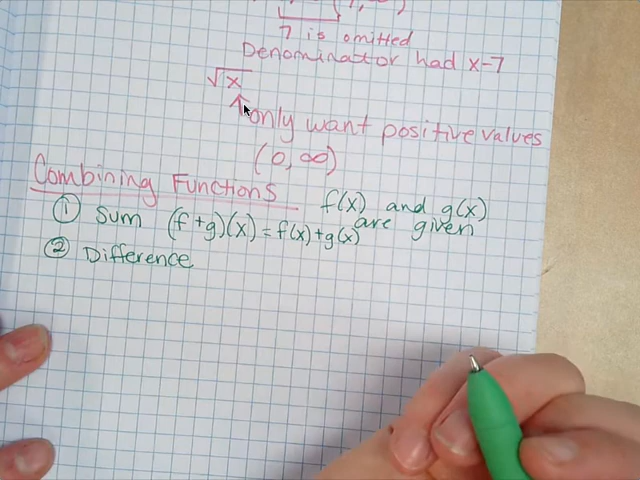 7 is omitted
Denominator had x-7
√x
only want positive values
(0, ∞)
Combining Functions
f(x) and g(x)
are given
① Sum (f+g)(x) = f(x)+g(x)
② Difference